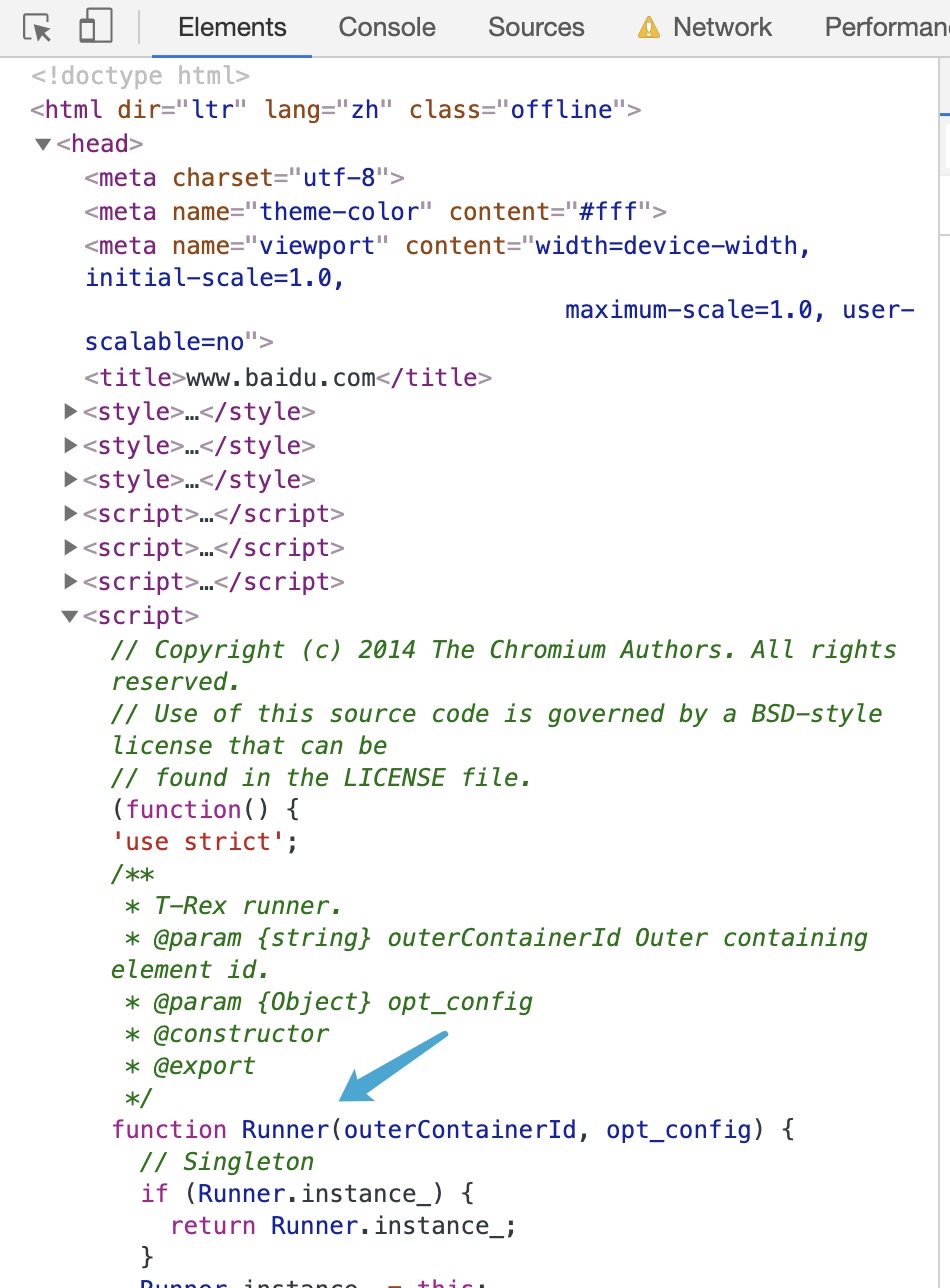 Elements Console Sources Network Performan
<!doctype html>
<html dir="ltr" lang="zh" class="offline">
<head>
<meta charset="utf-8">
<meta name="theme-color" content="#fff">
<meta name="viewport" content="width=device-width,
initial-scale=1.0,
maximum-scale=1.0, user-
scalable=no">
<title>www.baidu.com</title>
<style>…</style>
<style>…</style>
<style>…</style>
<script>…</script>
<script>…</script>
<script>…</script>
<script>
// Copyright (c) 2014 The Chromium Authors. All rights
reserved.
// Use of this source code is governed by a BSD-style
license that can be
// found in the LICENSE file.
(function() {
'use strict';
/**
* T-Rex runner.
* @param {string} outerContainerId Outer containing
element id.
* @param {Object} opt_config
* @constructor
* @export
*/
function Runner(outerContainerId, opt_config) {
// Singleton
if (Runner.instance_) {
return Runner.instance_;
}
Runner.instance_ = this;